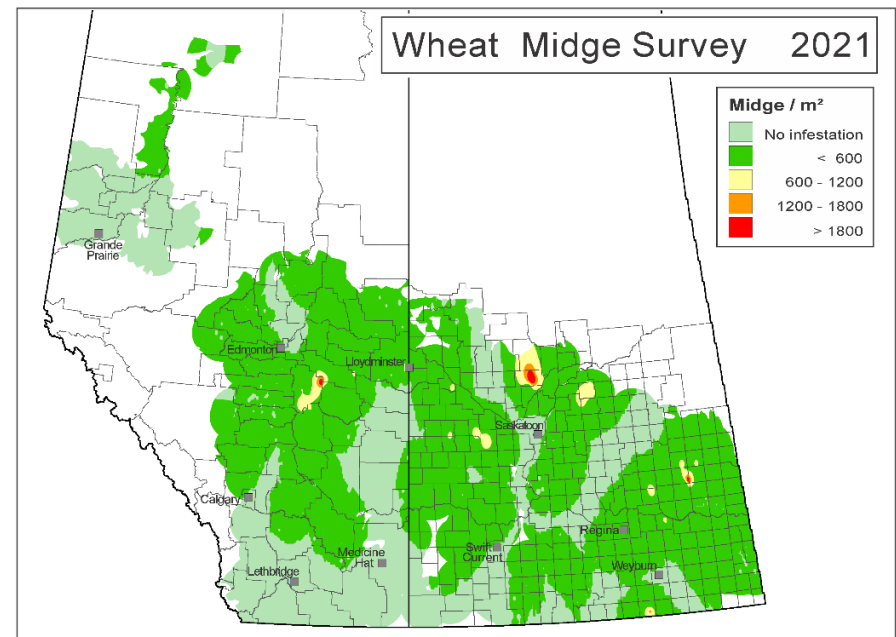 Wheat Midge Survey 2021
Midge / m²
No infestation
< 600
600 - 1200
1200 - 1800
> 1800
Grande
Prairie
Edmonton
Lloydminster
Saskatoon
Calgary
Medicine
Hat
Lethbridge
Swift
Current
Regina
Weyburn